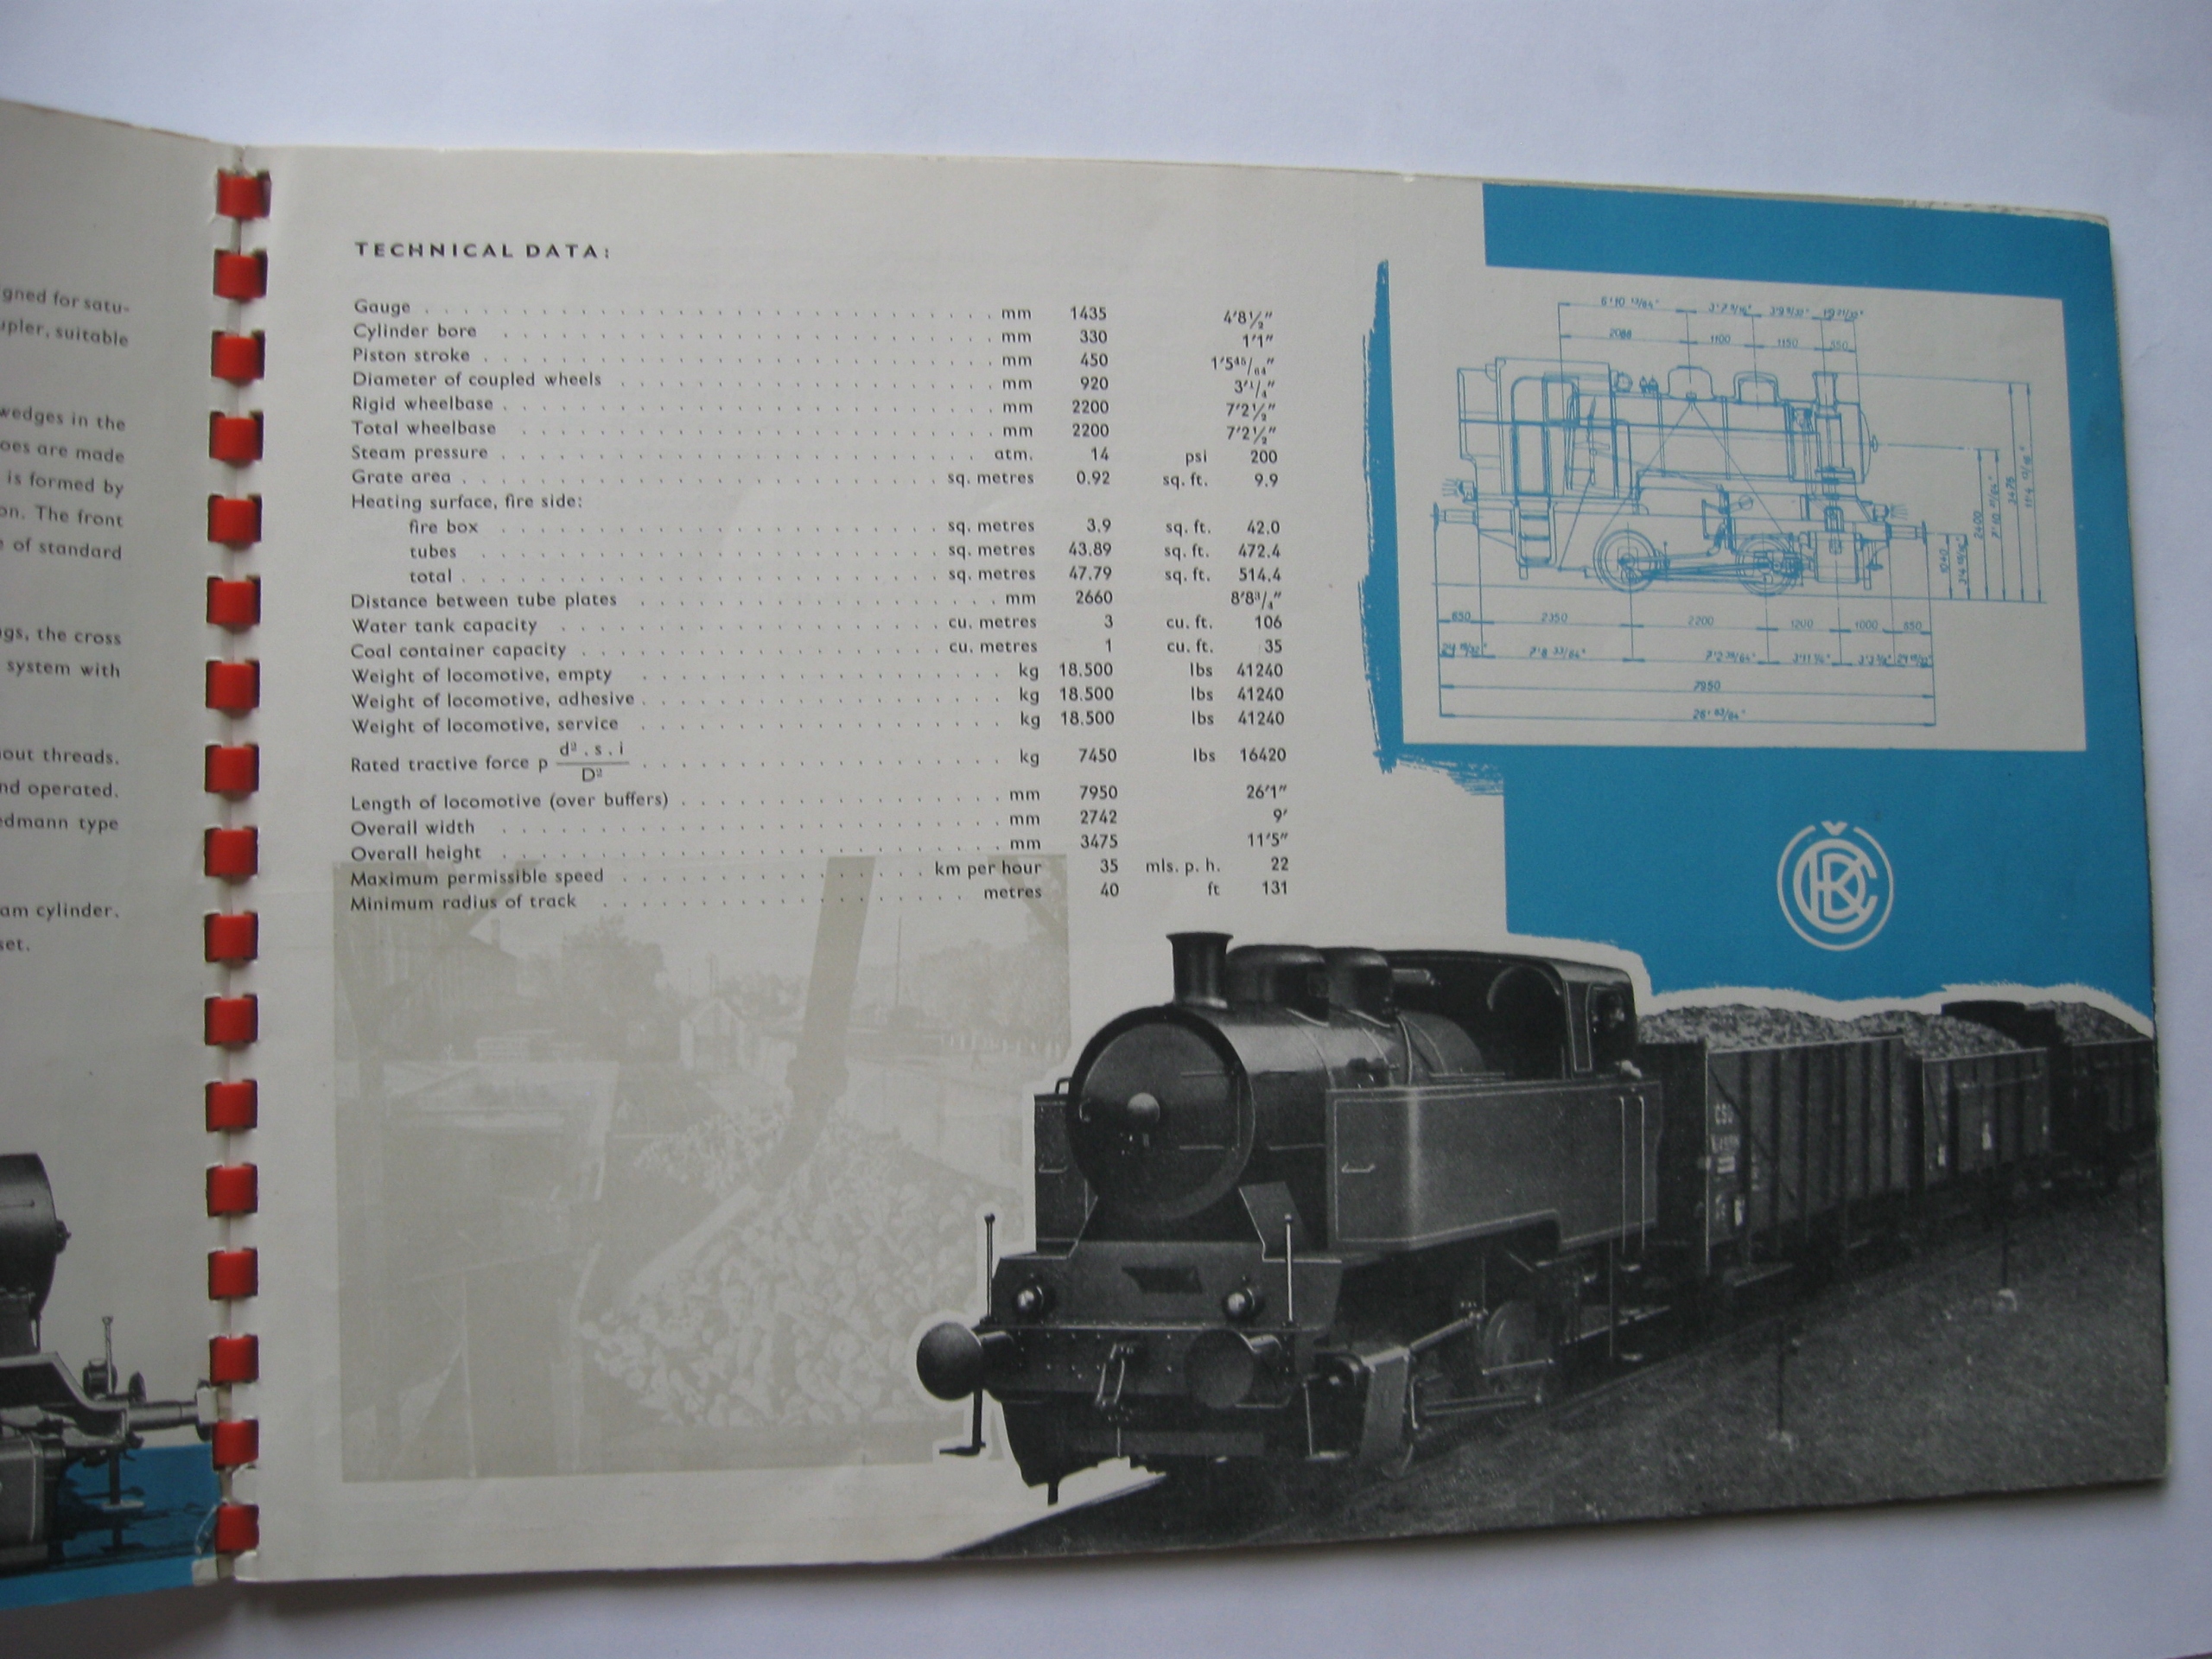 gned for satu-
upler, suitable
wedges in the
oes are made
is formed by
on. The front
of standard
gs, the cross
system with
out threads.
nd operated.
edmann type
am cylinder.
set.
TECHNICAL DATA:
Gauge . . . mm 1435 4'8½"
Cylinder bore . . . mm 330 1'1"
Piston stroke . . . mm 450 1'5⁴⁵/₆₄"
Diameter of coupled wheels . . . mm 920 3'¹/₄"
Rigid wheelbase . . . mm 2200 7'2½"
Total wheelbase . . . mm 2200 7'2½"
Steam pressure . . . atm. 14 psi 200
Grate area . . . sq. metres 0.92 sq. ft. 9.9
Heating surface, fire side:
fire box . . . sq. metres 3.9 sq. ft. 42.0
tubes . . . sq. metres 43.89 sq. ft. 472.4
total . . . sq. metres 47.79 sq. ft. 514.4
Distance between tube plates . . . mm 2660 8'8³/₄"
Water tank capacity . . . cu. metres 3 cu. ft. 106
Coal container capacity . . . cu. metres 1 cu. ft. 35
Weight of locomotive, empty . . . kg 18.500 lbs 41240
Weight of locomotive, adhesive . . . kg 18.500 lbs 41240
Weight of locomotive, service . . . kg 18.500 lbs 41240
Rated tractive force p d² . s . i / D² . . . kg 7450 lbs 16420
Length of locomotive (over buffers) . . . mm 7950 26'1"
Overall width . . . mm 2742 9'
Overall height . . . mm 3475 11'5"
Maximum permissible speed . . . km per hour 35 mls. p. h. 22
Minimum radius of track . . . metres 40 ft 131
2088 1100 1150 550
1040 2400 3475
650 2350 2200 1200 1000 650
7950
ČKD